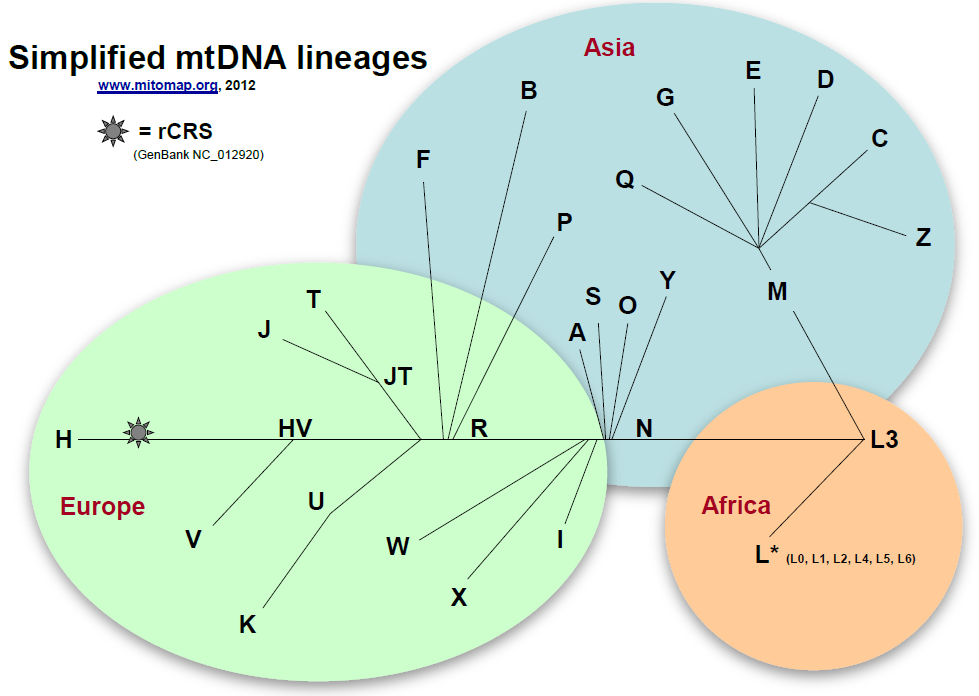 Simplified mtDNA lineages
www.mitomap.org, 2012
= rCRS
(GenBank NC_012920)
Asia
B
F
P
G
E
D
C
Q
Z
Y
S
O
A
M
T
J
JT
H
HV
R
N
L3
Europe
U
V
W
I
X
K
Africa
L* (L0, L1, L2, L4, L5, L6)